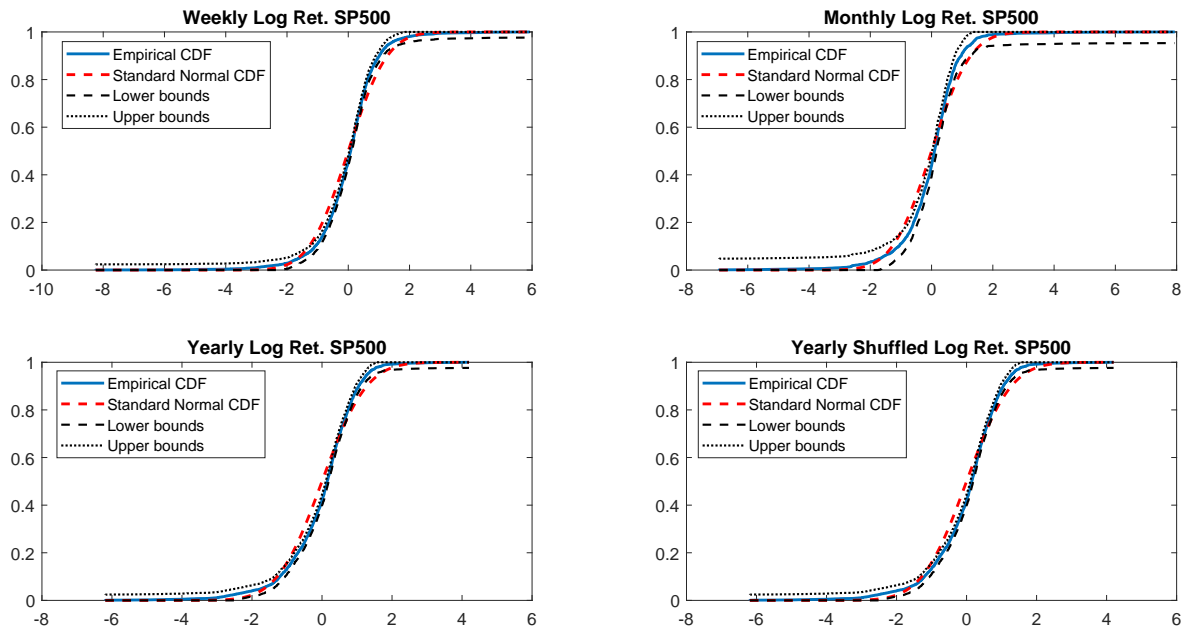 Weekly Log Ret. SP500
1
0.8
0.6
0.4
0.2
0
-10 -8 -6 -4 -2 0 2 4 6
Empirical CDF
Standard Normal CDF
Lower bounds
Upper bounds
Monthly Log Ret. SP500
1
0.8
0.6
0.4
0.2
0
-8 -6 -4 -2 0 2 4 6 8
Empirical CDF
Standard Normal CDF
Lower bounds
Upper bounds
Yearly Log Ret. SP500
1
0.8
0.6
0.4
0.2
0
-8 -6 -4 -2 0 2 4 6
Empirical CDF
Standard Normal CDF
Lower bounds
Upper bounds
Yearly Shuffled Log Ret. SP500
1
0.8
0.6
0.4
0.2
0
-8 -6 -4 -2 0 2 4 6
Empirical CDF
Standard Normal CDF
Lower bounds
Upper bounds